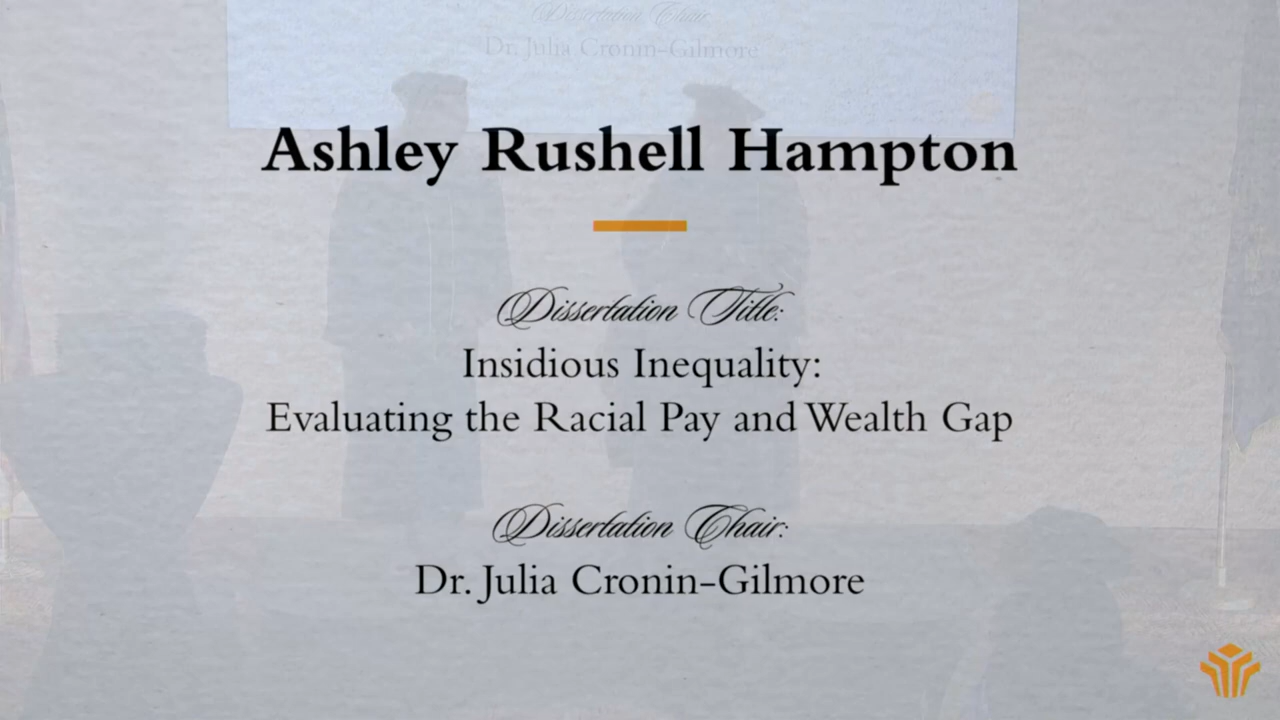 Dissertation Chair:
Dr. Julia Cronin-Gilmore
Ashley Rushell Hampton
Dissertation Title:
Insidious Inequality:
Evaluating the Racial Pay and Wealth Gap
Dissertation Chair:
Dr. Julia Cronin-Gilmore